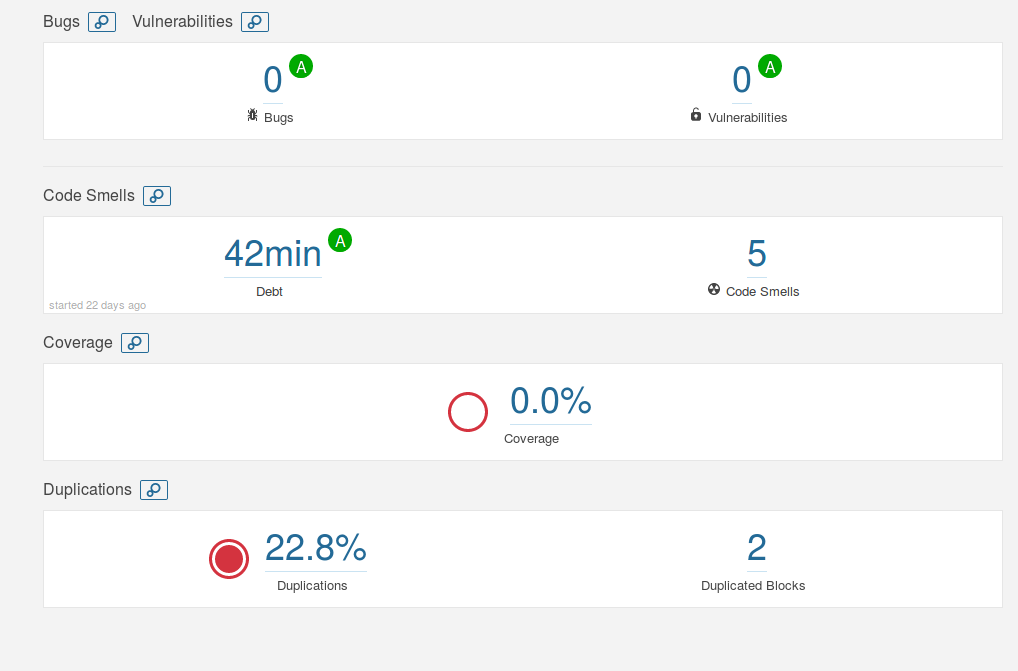 Bugs Vulnerabilities
0 A 0 A
Bugs Vulnerabilities
Code Smells
42min A 5
Debt Code Smells
started 22 days ago
Coverage
0.0%
Coverage
Duplications
22.8% 2
Duplications Duplicated Blocks